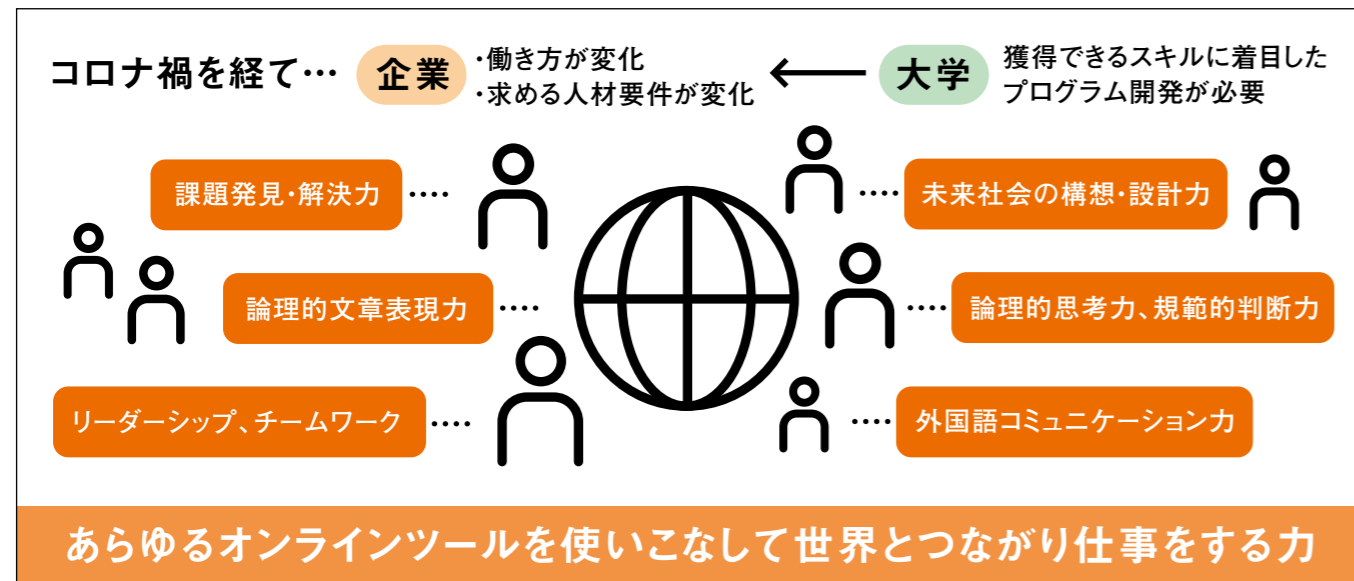 コロナ禍を経て…
企業
・働き方が変化
・求める人材要件が変化
大学
獲得できるスキルに着目した
プログラム開発が必要
課題発見・解決力
未来社会の構想・設計力
論理的文章表現力
論理的思考力、規範的判断力
リーダーシップ、チームワーク
外国語コミュニケーション力
あらゆるオンラインツールを使いこなして世界とつながり仕事をする力